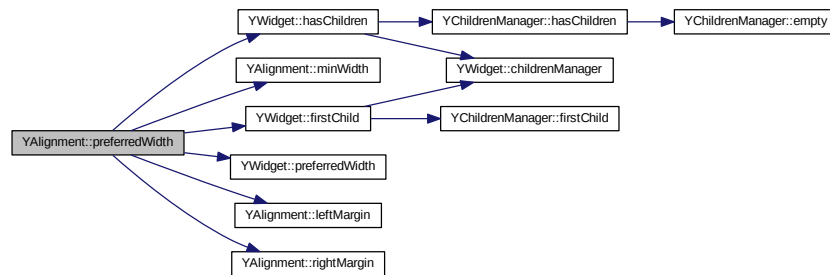 YWidget::hasChildren
YChildrenManager::hasChildren
YChildrenManager::empty
YAlignment::minWidth
YWidget::childrenManager
YWidget::firstChild
YChildrenManager::firstChild
YAlignment::preferredWidth
YWidget::preferredWidth
YAlignment::leftMargin
YAlignment::rightMargin